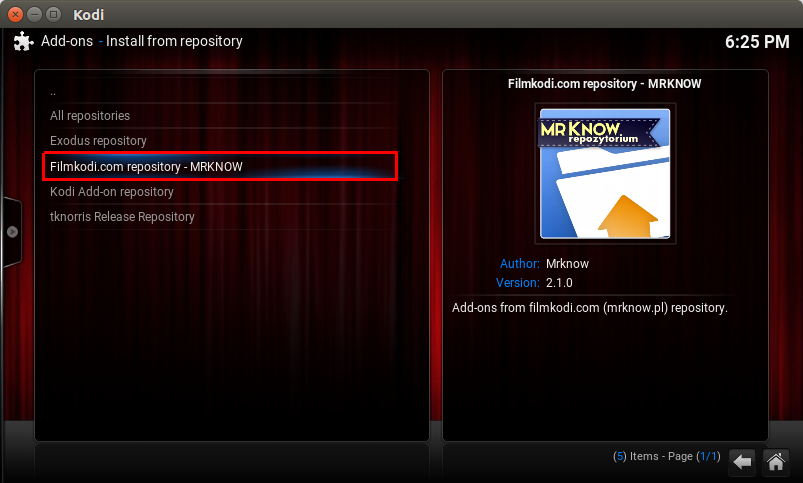 Kodi
Add-ons - Install from repository
6:25 PM
..
All repositories
Exodus repository
Filmkodi.com repository - MRKNOW
Kodi Add-on repository
tknorris Release Repository
Filmkodi.com repository - MRKNOW
MRKNOW
repozytorium
Author: Mrknow
Version: 2.1.0
Add-ons from filmkodi.com (mrknow.pl) repository.
(5) Items - Page (1/1)